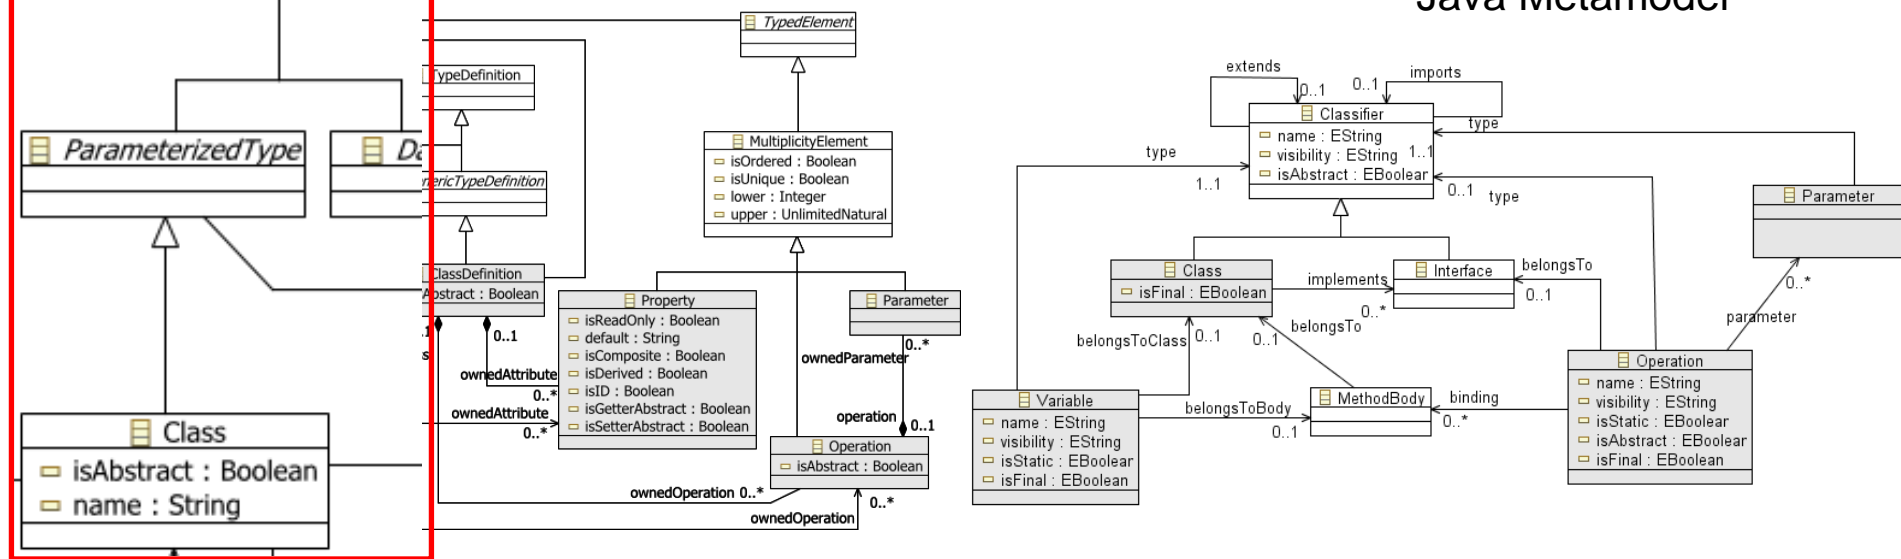 Java Metamodel
ParameterizedType
Class
isAbstract : Boolean
name : String
TypeDefinition
ClassDefinition
Abstract : Boolean
0..1
ownedAttribute
0..*
ownedAttribute
0..*
TypedElement
MultiplicityElement
isOrdered : Boolean
isUnique : Boolean
lower : Integer
upper : UnlimitedNatural
Property
isReadOnly : Boolean
default : String
isComposite : Boolean
isDerived : Boolean
isID : Boolean
isGetterAbstract : Boolean
isSetterAbstract : Boolean
Parameter
0..*
ownedParameter
operation
0..1
Operation
isAbstract : Boolean
ownedOperation 0..*
0..*
ownedOperation
extends
0..1
0..1
imports
Classifier
name : EString
visibility : EString
isAbstract : EBoolear
type
1..1
type
1..1
0..1
type
Parameter
Class
isFinal : EBoolean
implements
0..*
Interface
belongsTo
0..1
belongsToClass
0..1
belongsTo
0..1
0..*
parameter
Variable
name : EString
visibility : EString
isStatic : EBoolear
isFinal : EBoolean
belongsToBody
0..1
MethodBody
binding
0..*
Operation
name : EString
visibility : EString
isStatic : EBoolear
isAbstract : EBoolear
isFinal : EBoolean